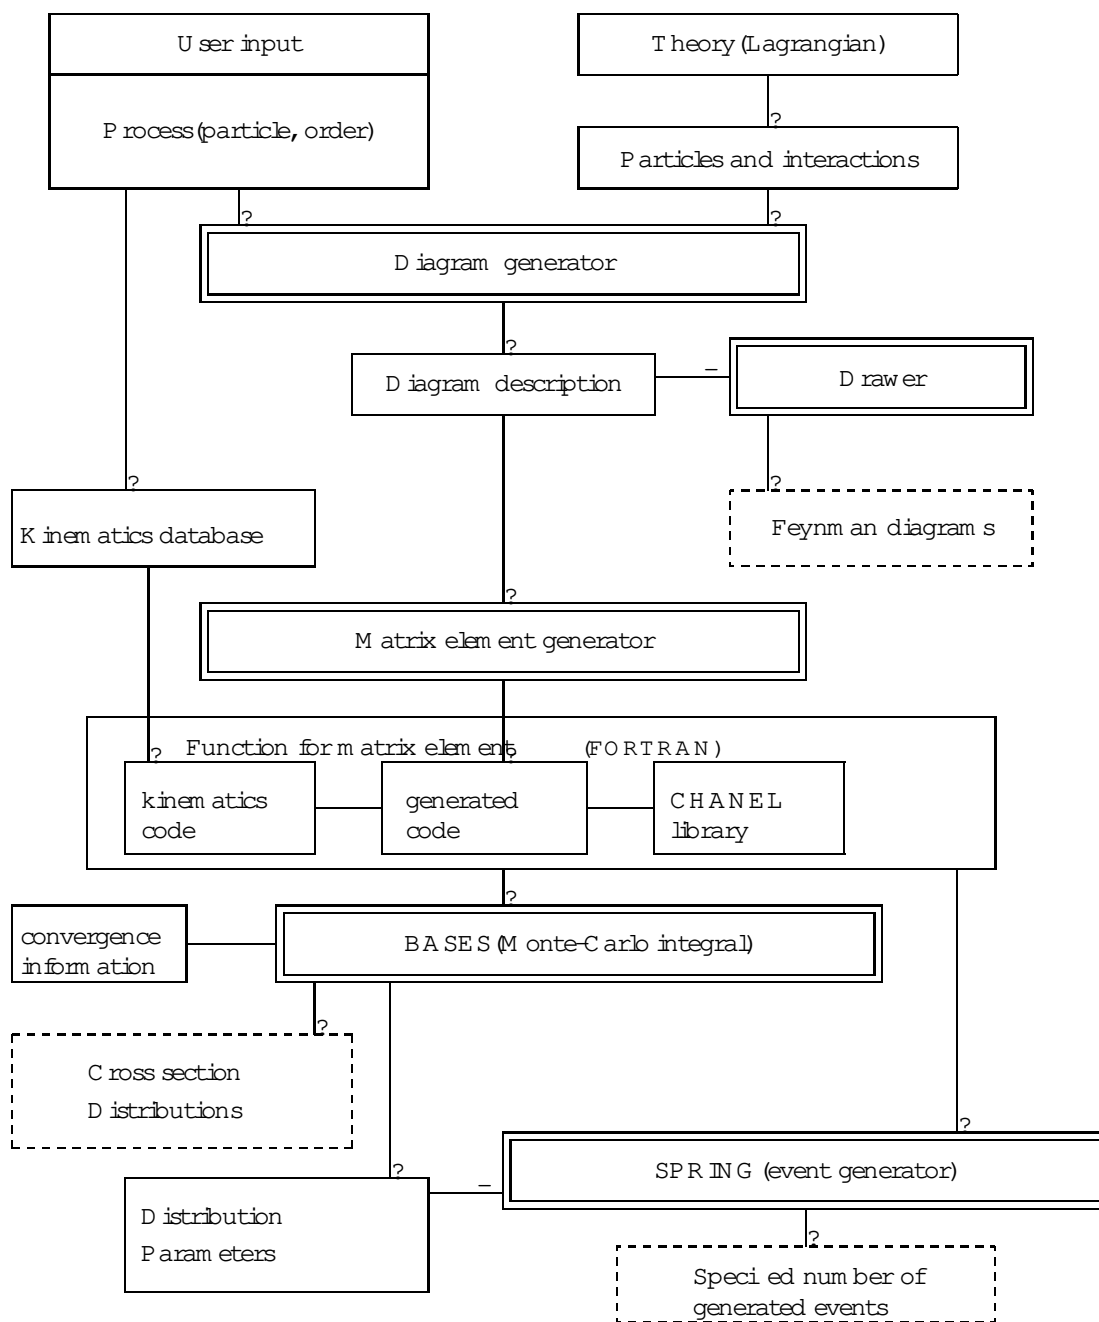 User input
Theory (Lagrangian)
Process(particle, order)
?
Particles and interactions
?
?
Diagram generator
?
Diagram description
–
Drawer
?
?
Kinematics database
Feynman diagrams
?
Matrix element generator
? Function for matrix element, (FORTRAN)
?
kinematics
code
generated
code
CHANEL
library
?
convergence
information
BASES (Monte-Carlo integral)
?
Cross section
Distributions
?
?
–
SPRING (event generator)
Distribution
Parameters
?
Speci ed number of
generated events